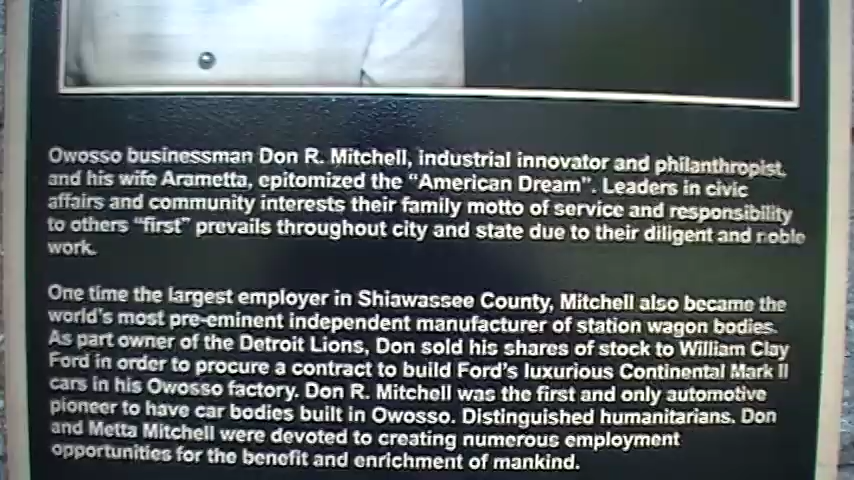 Owosso businessman Don R. Mitchell, industrial innovator and philanthropist,
and his wife Arametta, epitomized the “American Dream”. Leaders in civic
affairs and community interests their family motto of service and responsibility
to others “first” prevails throughout city and state due to their diligent and noble
work.
One time the largest employer in Shiawassee County, Mitchell also became the
world's most pre-eminent independent manufacturer of station wagon bodies.
As part owner of the Detroit Lions, Don sold his shares of stock to William Clay
Ford in order to procure a contract to build Ford's luxurious Continental Mark II
cars in his Owosso factory. Don R. Mitchell was the first and only automotive
pioneer to have car bodies built in Owosso. Distinguished humanitarians, Don
and Metta Mitchell were devoted to creating numerous employment
opportunities for the benefit and enrichment of mankind.